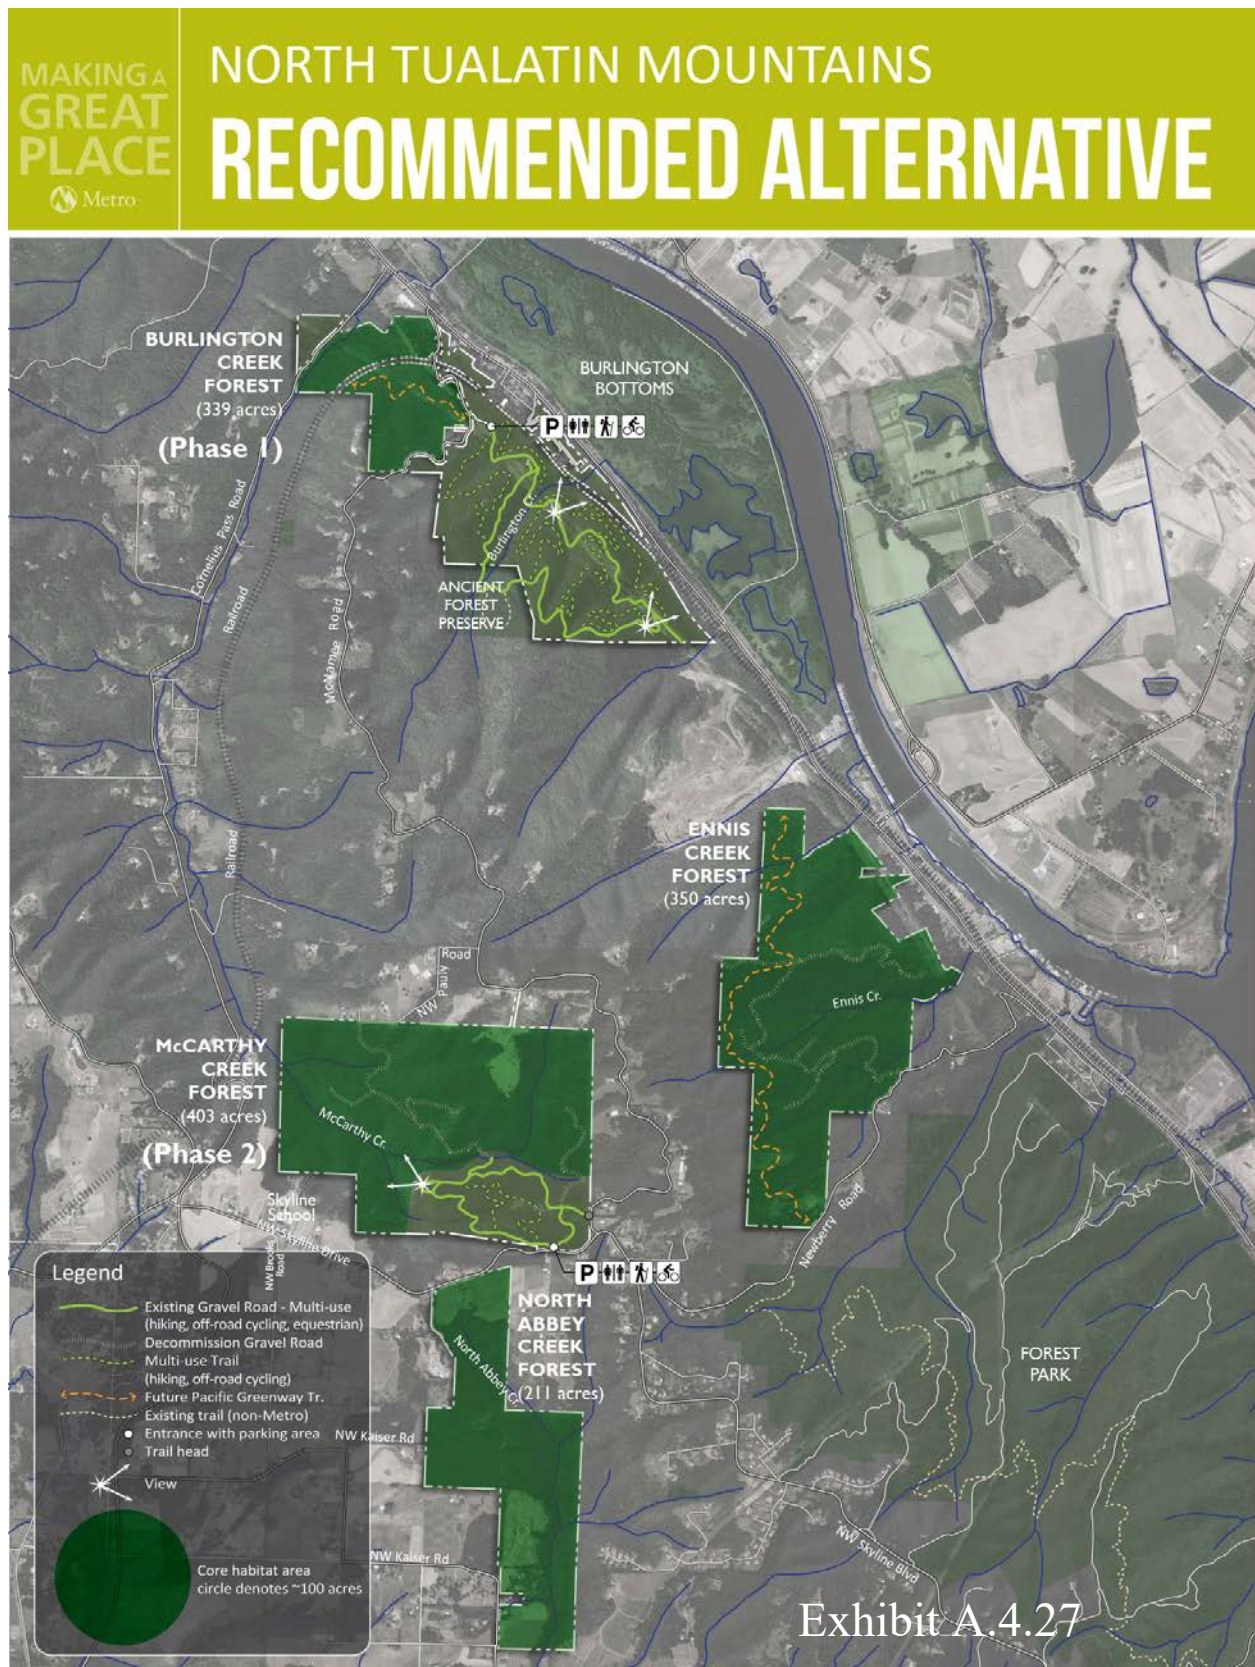 MAKING A
GREAT
PLACE
Metro
NORTH TUALATIN MOUNTAINS
RECOMMENDED ALTERNATIVE
BURLINGTON
CREEK
FOREST
(339 acres)
(Phase 1)
BURLINGTON
BOTTOMS
P
Cornelius Pass Road
Railroad
McNamee Road
Burlington Cr.
ANCIENT
FOREST
PRESERVE
Railroad
ENNIS
CREEK
FOREST
(350 acres)
Ennis Cr.
NW Pauly Road
McCARTHY
CREEK
FOREST
(403 acres)
(Phase 2)
McCarthy Cr.
Skyline
School
NW Skyline Drive
NW Brooks
Road
Newberry Road
P
NORTH
ABBEY
CREEK
FOREST
(211 acres)
North Abbey Cr.
NW Kaiser Rd
NW Kaiser Rd
FOREST
PARK
NW Skyline Blvd
Legend
Existing Gravel Road - Multi-use
(hiking, off-road cycling, equestrian)
Decommission Gravel Road
Multi-use Trail
(hiking, off-road cycling)
Future Pacific Greenway Tr.
Existing trail (non-Metro)
Entrance with parking area
Trail head
View
Core habitat area
circle denotes ~100 acres
Exhibit A.4.27